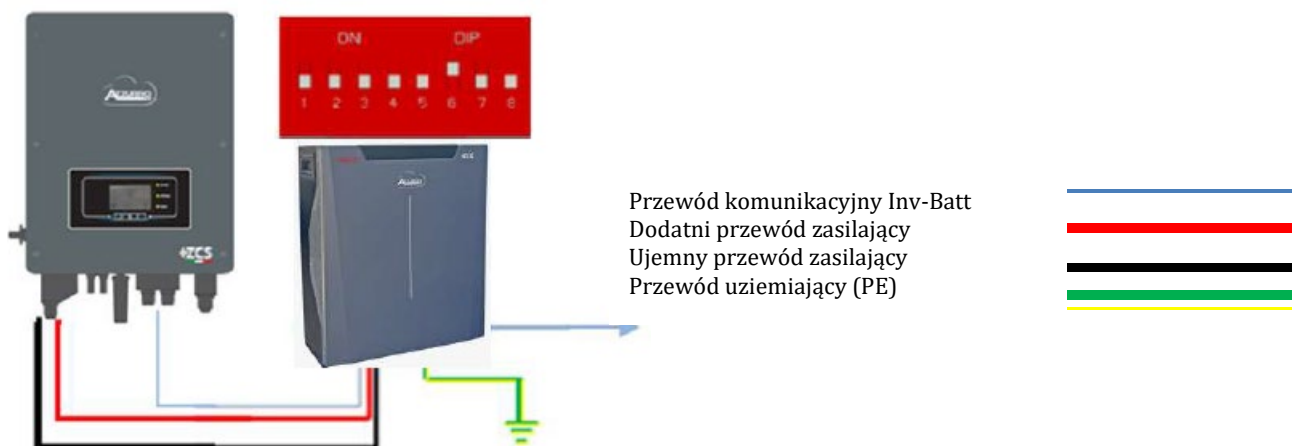 ON DIP
1 2 3 4 5 6 7 8
AZZURRO
ZCS
Przewód komunikacyjny Inv-Batt
Dodatni przewód zasilający
Ujemny przewód zasilający
Przewód uziemiający (PE)